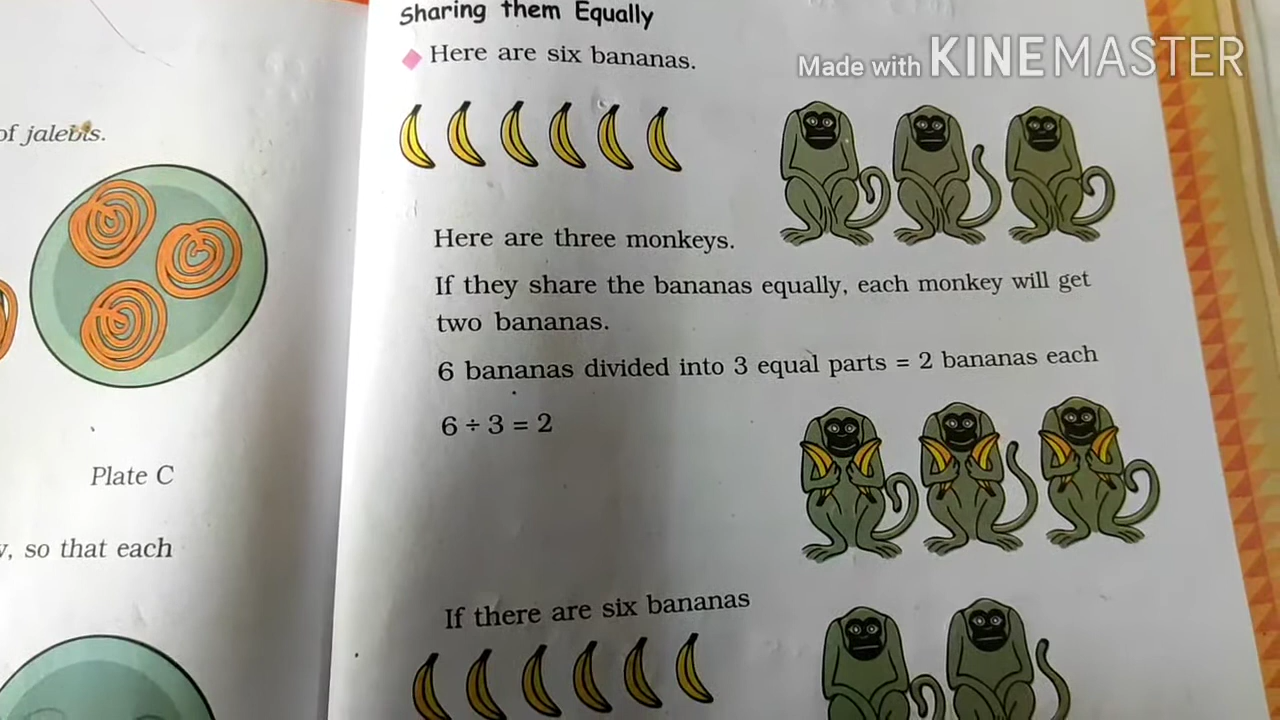 of jalebis.
Plate C
so that each
Sharing them Equally
Here are six bananas.
Made with KINEMASTER
Here are three monkeys.
If they share the bananas equally, each monkey will get
two bananas.
6 bananas divided into 3 equal parts = 2 bananas each
6 ÷ 3 = 2
If there are six bananas